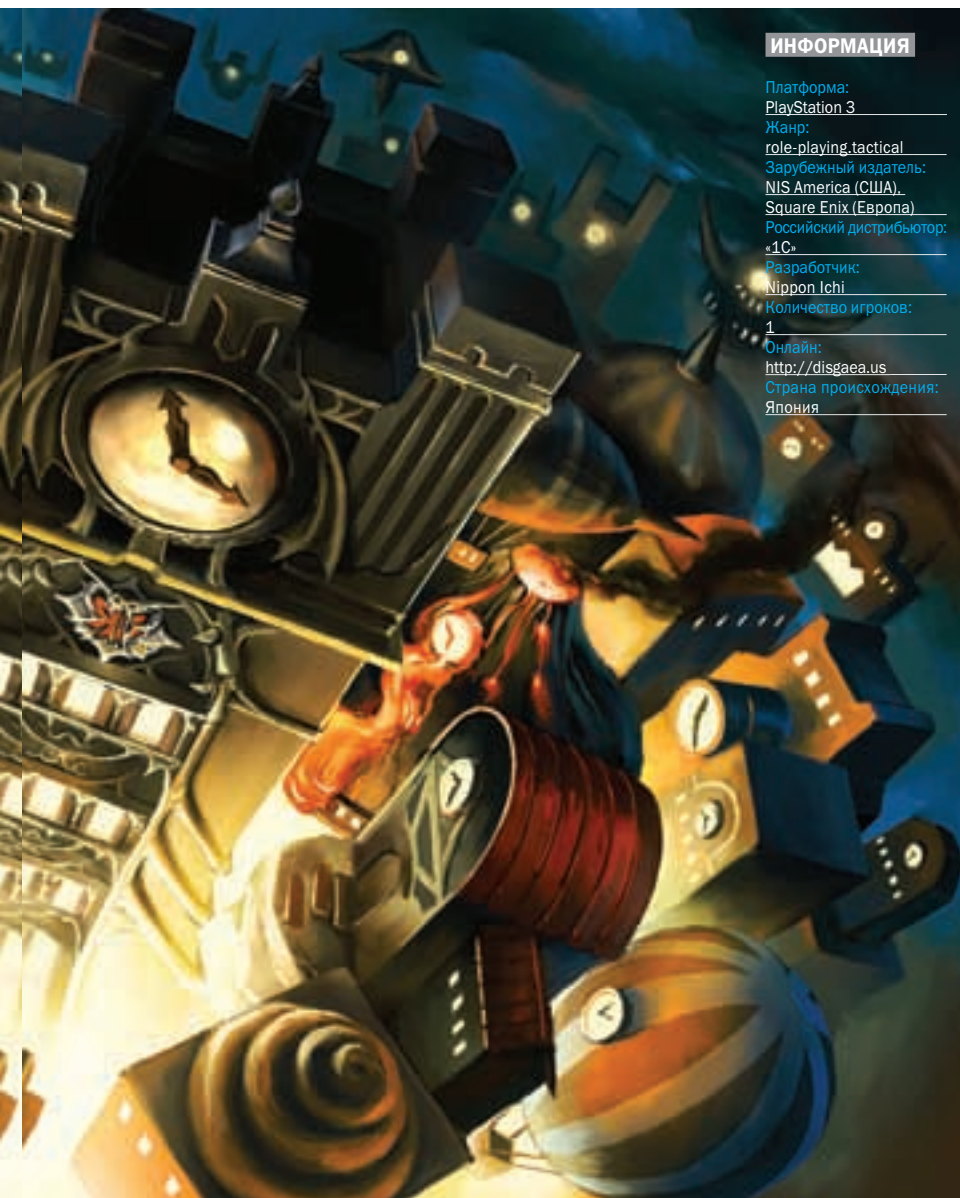 ИНФОРМАЦИЯ
Платформа:
PlayStation 3
Жанр:
role-playing.tactical
Зарубежный издатель:
NIS America (США),
Square Enix (Европа)
Российский дистрибьютор:
«1С»
Разработчик:
Nippon Ichi
Количество игроков:
1
Онлайн:
http://disgaea.us
Страна происхождения:
Япония